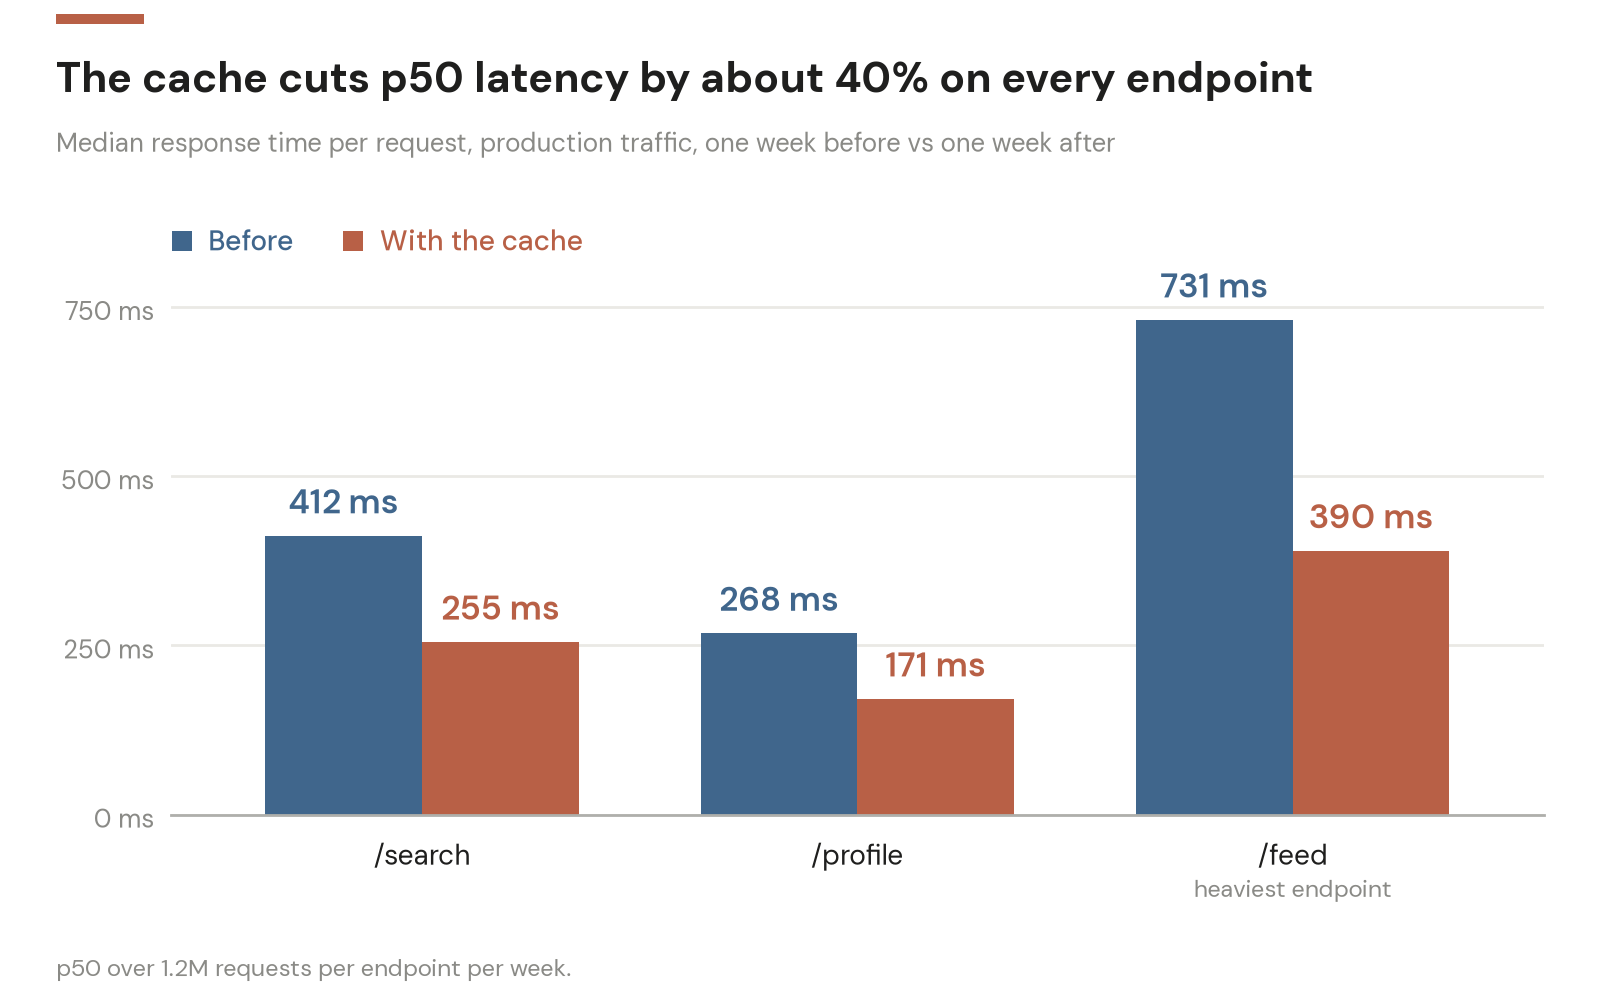 The cache cuts p50 latency by about 40% on every endpoint
Median response time per request, production traffic, one week before vs one week after
Before
With the cache
750 ms
500 ms
250 ms
0 ms
412 ms
255 ms
268 ms
171 ms
731 ms
390 ms
/search
/profile
/feed
heaviest endpoint
p50 over 1.2M requests per endpoint per week.